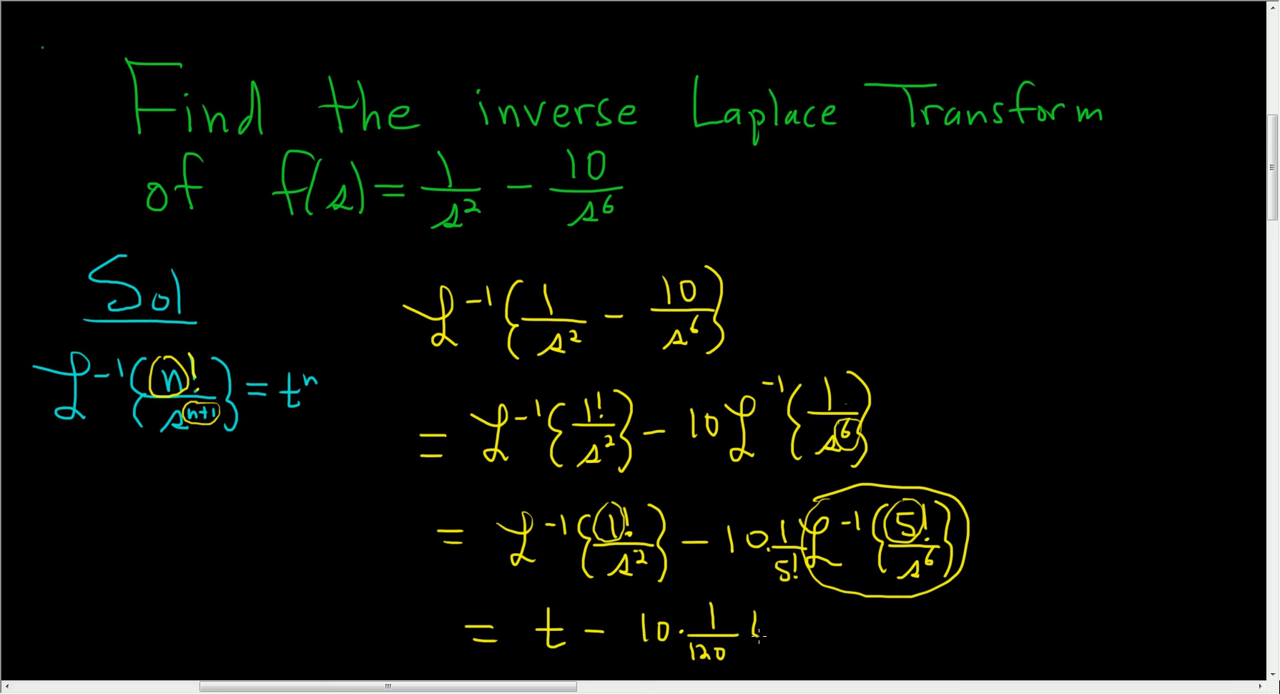 Find the inverse Laplace Transform
of f(s) = 1/s² − 10/s⁶
Sol
ℒ⁻¹{n!/sⁿ⁺¹} = tⁿ
ℒ⁻¹{1/s² − 10/s⁶}
= ℒ⁻¹{1!/s²} − 10ℒ⁻¹{1/s⁶}
= ℒ⁻¹{1!/s²} − 10·1/5! ℒ⁻¹{5!/s⁶}
= t − 10·1/120